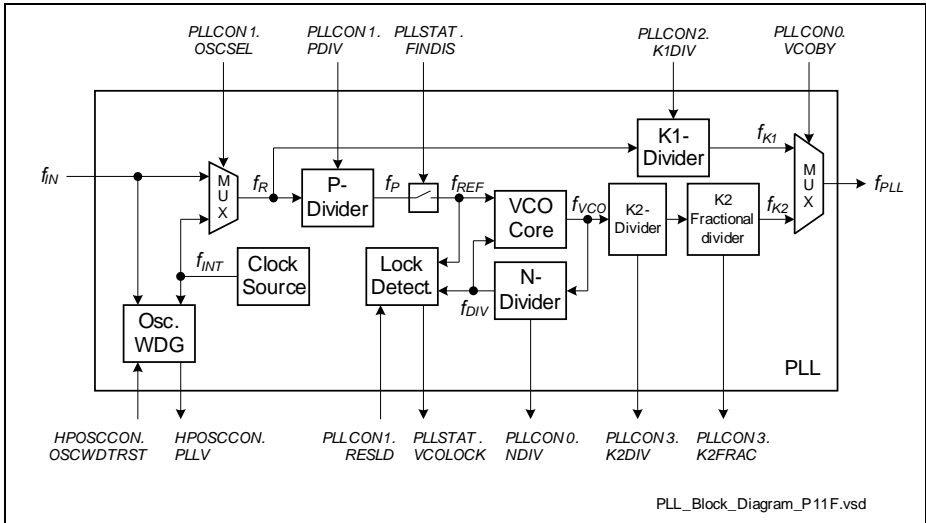 PLLCON1.
OSCSEL
PLLCON1.
PDIV
PLLSTAT.
FINDIS
PLLCON2.
K1DIV
PLLCON0.
VCOBY
fIN
MUX
fR
P-
Divider
fP
fREF
VCO
Core
fVCO
K1-
Divider
fK1
K2-
Divider
K2
Fractional
divider
fK2
MUX
fPLL
fINT
Clock
Source
Lock
Detect.
fDIV
N-
Divider
Osc.
WDG
PLL
HPOSCCON.
OSCWDTRST
HPOSCCON.
PLLV
PLLCON1.
RESLD
PLLSTAT.
VCOLOCK
PLLCON0.
NDIV
PLLCON3.
K2DIV
PLLCON3.
K2FRAC
PLL_Block_Diagram_P11F.vsd